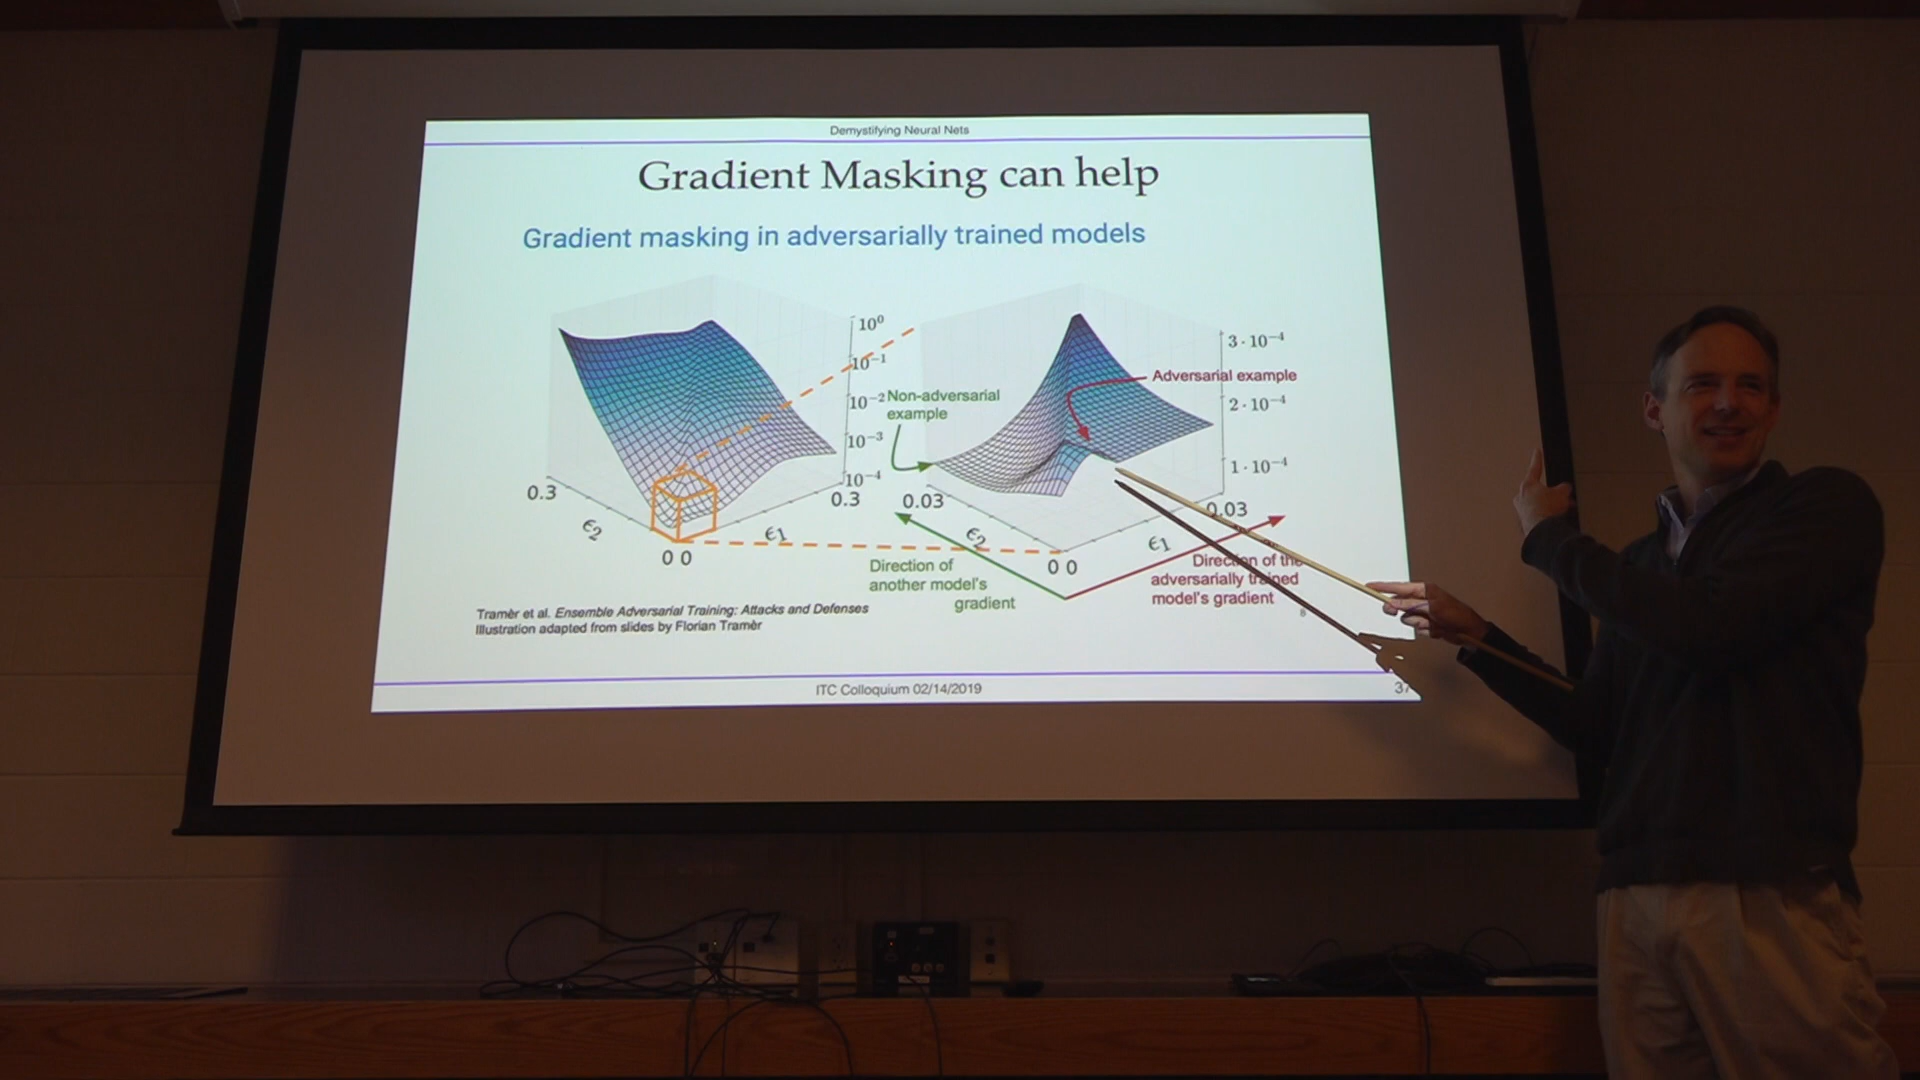 Demystifying Neural Nets
Gradient Masking can help
Gradient masking in adversarially trained models
10⁰
10⁻¹
10⁻²
10⁻³
10⁻⁴
0.3
ϵ₂
0 0
ϵ₁
0.3
Non-adversarial
example
Adversarial example
3 · 10⁻⁴
2 · 10⁻⁴
1 · 10⁻⁴
0.03
ϵ₂
0 0
ϵ₁
0.03
Direction of
another model's
gradient
Direction of the
adversarially trained
model's gradient
8
Tramèr et al. Ensemble Adversarial Training: Attacks and Defenses
Illustration adapted from slides by Florian Tramèr
ITC Colloquium 02/14/2019
37